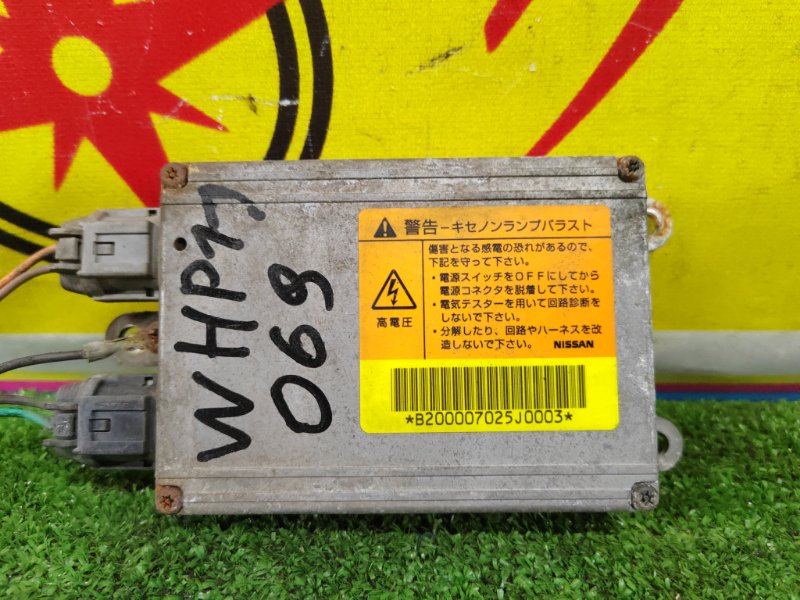 WHP11
069
警告-キセノンランプバラスト
傷害となる感電の恐れがあるので、
下記を守って下さい。
・電源スイッチをOFFにしてから
電源コネクタを脱着して下さい。
・電気テスターを用いて回路診断を
しないで下さい。
・分解したり、回路やハーネスを改
造しないで下さい。 NISSAN
高電圧
*B200007025J0003*